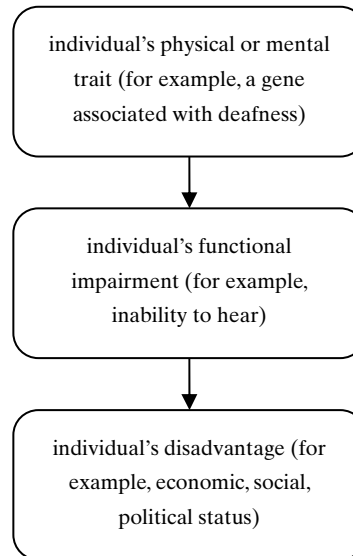 individual’s physical or mental
trait (for example, a gene
associated with deafness)
individual’s functional
impairment (for example,
inability to hear)
individual’s disadvantage (for
example, economic, social,
political status)